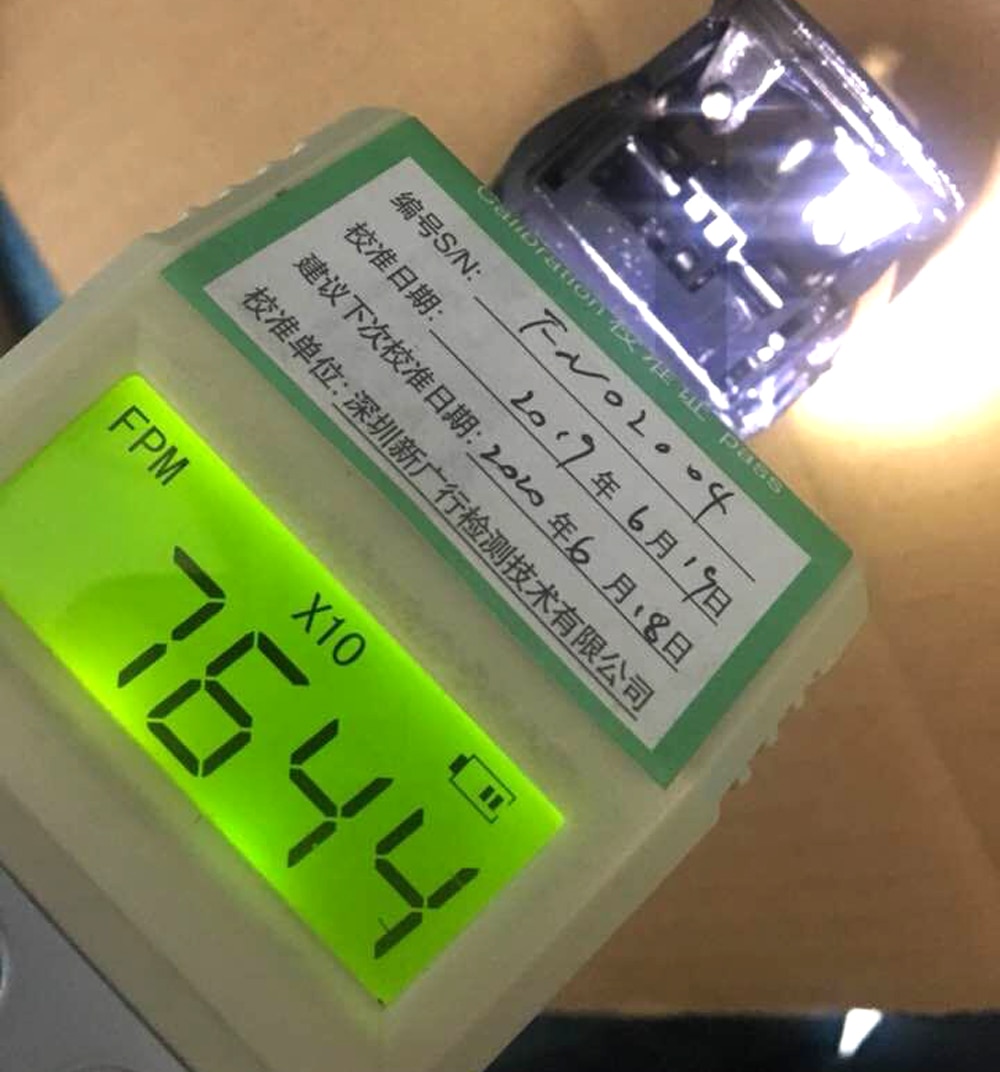 Calibration 校准证 pass
编号S/N: FN02004
校准日期: 2019年6月19日
建议下次校准日期: 2020年6月18日
校准单位: 深圳新广行检测技术有限公司
FPM
X10
7644